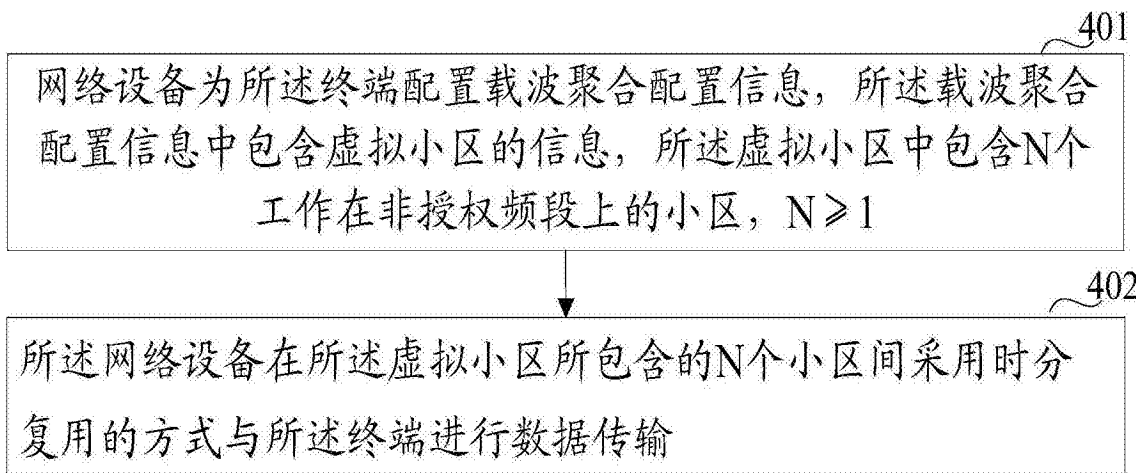 401
网络设备为所述终端配置载波聚合配置信息，所述载波聚合
配置信息中包含虚拟小区的信息，所述虚拟小区中包含N个
工作在非授权频段上的小区，N≥1
402
所述网络设备在所述虚拟小区所包含的N个小区间采用时分
复用的方式与所述终端进行数据传输